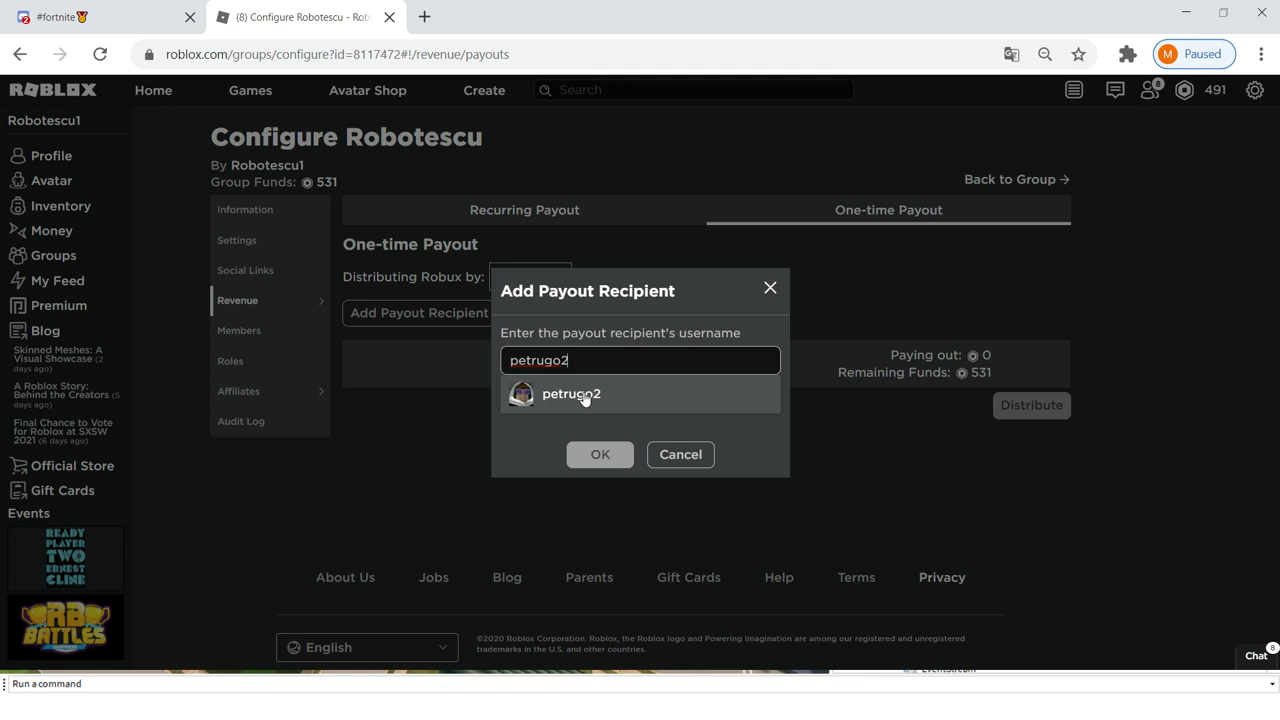 #fortnite🏅
(8) Configure Robotescu - Rob
roblox.com/groups/configure?id=8117472#!/revenue/payouts
M Paused
ROBLOX
Home
Games
Avatar Shop
Create
Search
8
491
Robotescu1
Profile
Avatar
Inventory
Money
Groups
My Feed
Premium
Blog
Skinned Meshes: A
Visual Showcase (2
days ago)
A Roblox Story:
Behind the Creators (5
days ago)
Final Chance to Vote
for Roblox at SXSW
2021 (6 days ago)
Official Store
Gift Cards
Events
READY
PLAYER
TWO
ERNEST
CLINE
RB
BATTLES
Configure Robotescu
By Robotescu1
Group Funds: 531
Back to Group →
Information
Settings
Social Links
Revenue
Members
Roles
Affiliates
Audit Log
Recurring Payout
One-time Payout
One-time Payout
Distributing Robux by:
Add Payout Recipient
Paying out: 0
Remaining Funds: 531
Distribute
Add Payout Recipient
Enter the payout recipient's username
petrugo2
petrugo2
OK
Cancel
About Us
Jobs
Blog
Parents
Gift Cards
Help
Terms
Privacy
English
©2020 Roblox Corporation. Roblox, the Roblox logo and Powering Imagination are among our registered and unregistered
trademarks in the U.S. and other countries.
Chat
8
Run a command